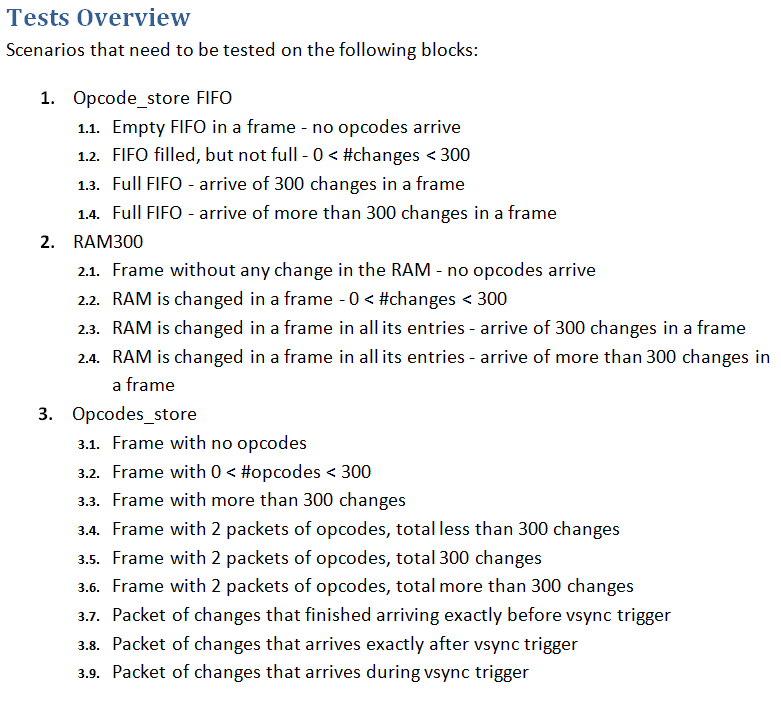 Tests Overview
Scenarios that need to be tested on the following blocks:
1. Opcode_store FIFO
1.1. Empty FIFO in a frame - no opcodes arrive
1.2. FIFO filled, but not full - 0 < #changes < 300
1.3. Full FIFO - arrive of 300 changes in a frame
1.4. Full FIFO - arrive of more than 300 changes in a frame
2. RAM300
2.1. Frame without any change in the RAM - no opcodes arrive
2.2. RAM is changed in a frame - 0 < #changes < 300
2.3. RAM is changed in a frame in all its entries - arrive of 300 changes in a frame
2.4. RAM is changed in a frame in all its entries - arrive of more than 300 changes in
a frame
3. Opcodes_store
3.1. Frame with no opcodes
3.2. Frame with 0 < #opcodes < 300
3.3. Frame with more than 300 changes
3.4. Frame with 2 packets of opcodes, total less than 300 changes
3.5. Frame with 2 packets of opcodes, total 300 changes
3.6. Frame with 2 packets of opcodes, total more than 300 changes
3.7. Packet of changes that finished arriving exactly before vsync trigger
3.8. Packet of changes that arrives exactly after vsync trigger
3.9. Packet of changes that arrives during vsync trigger